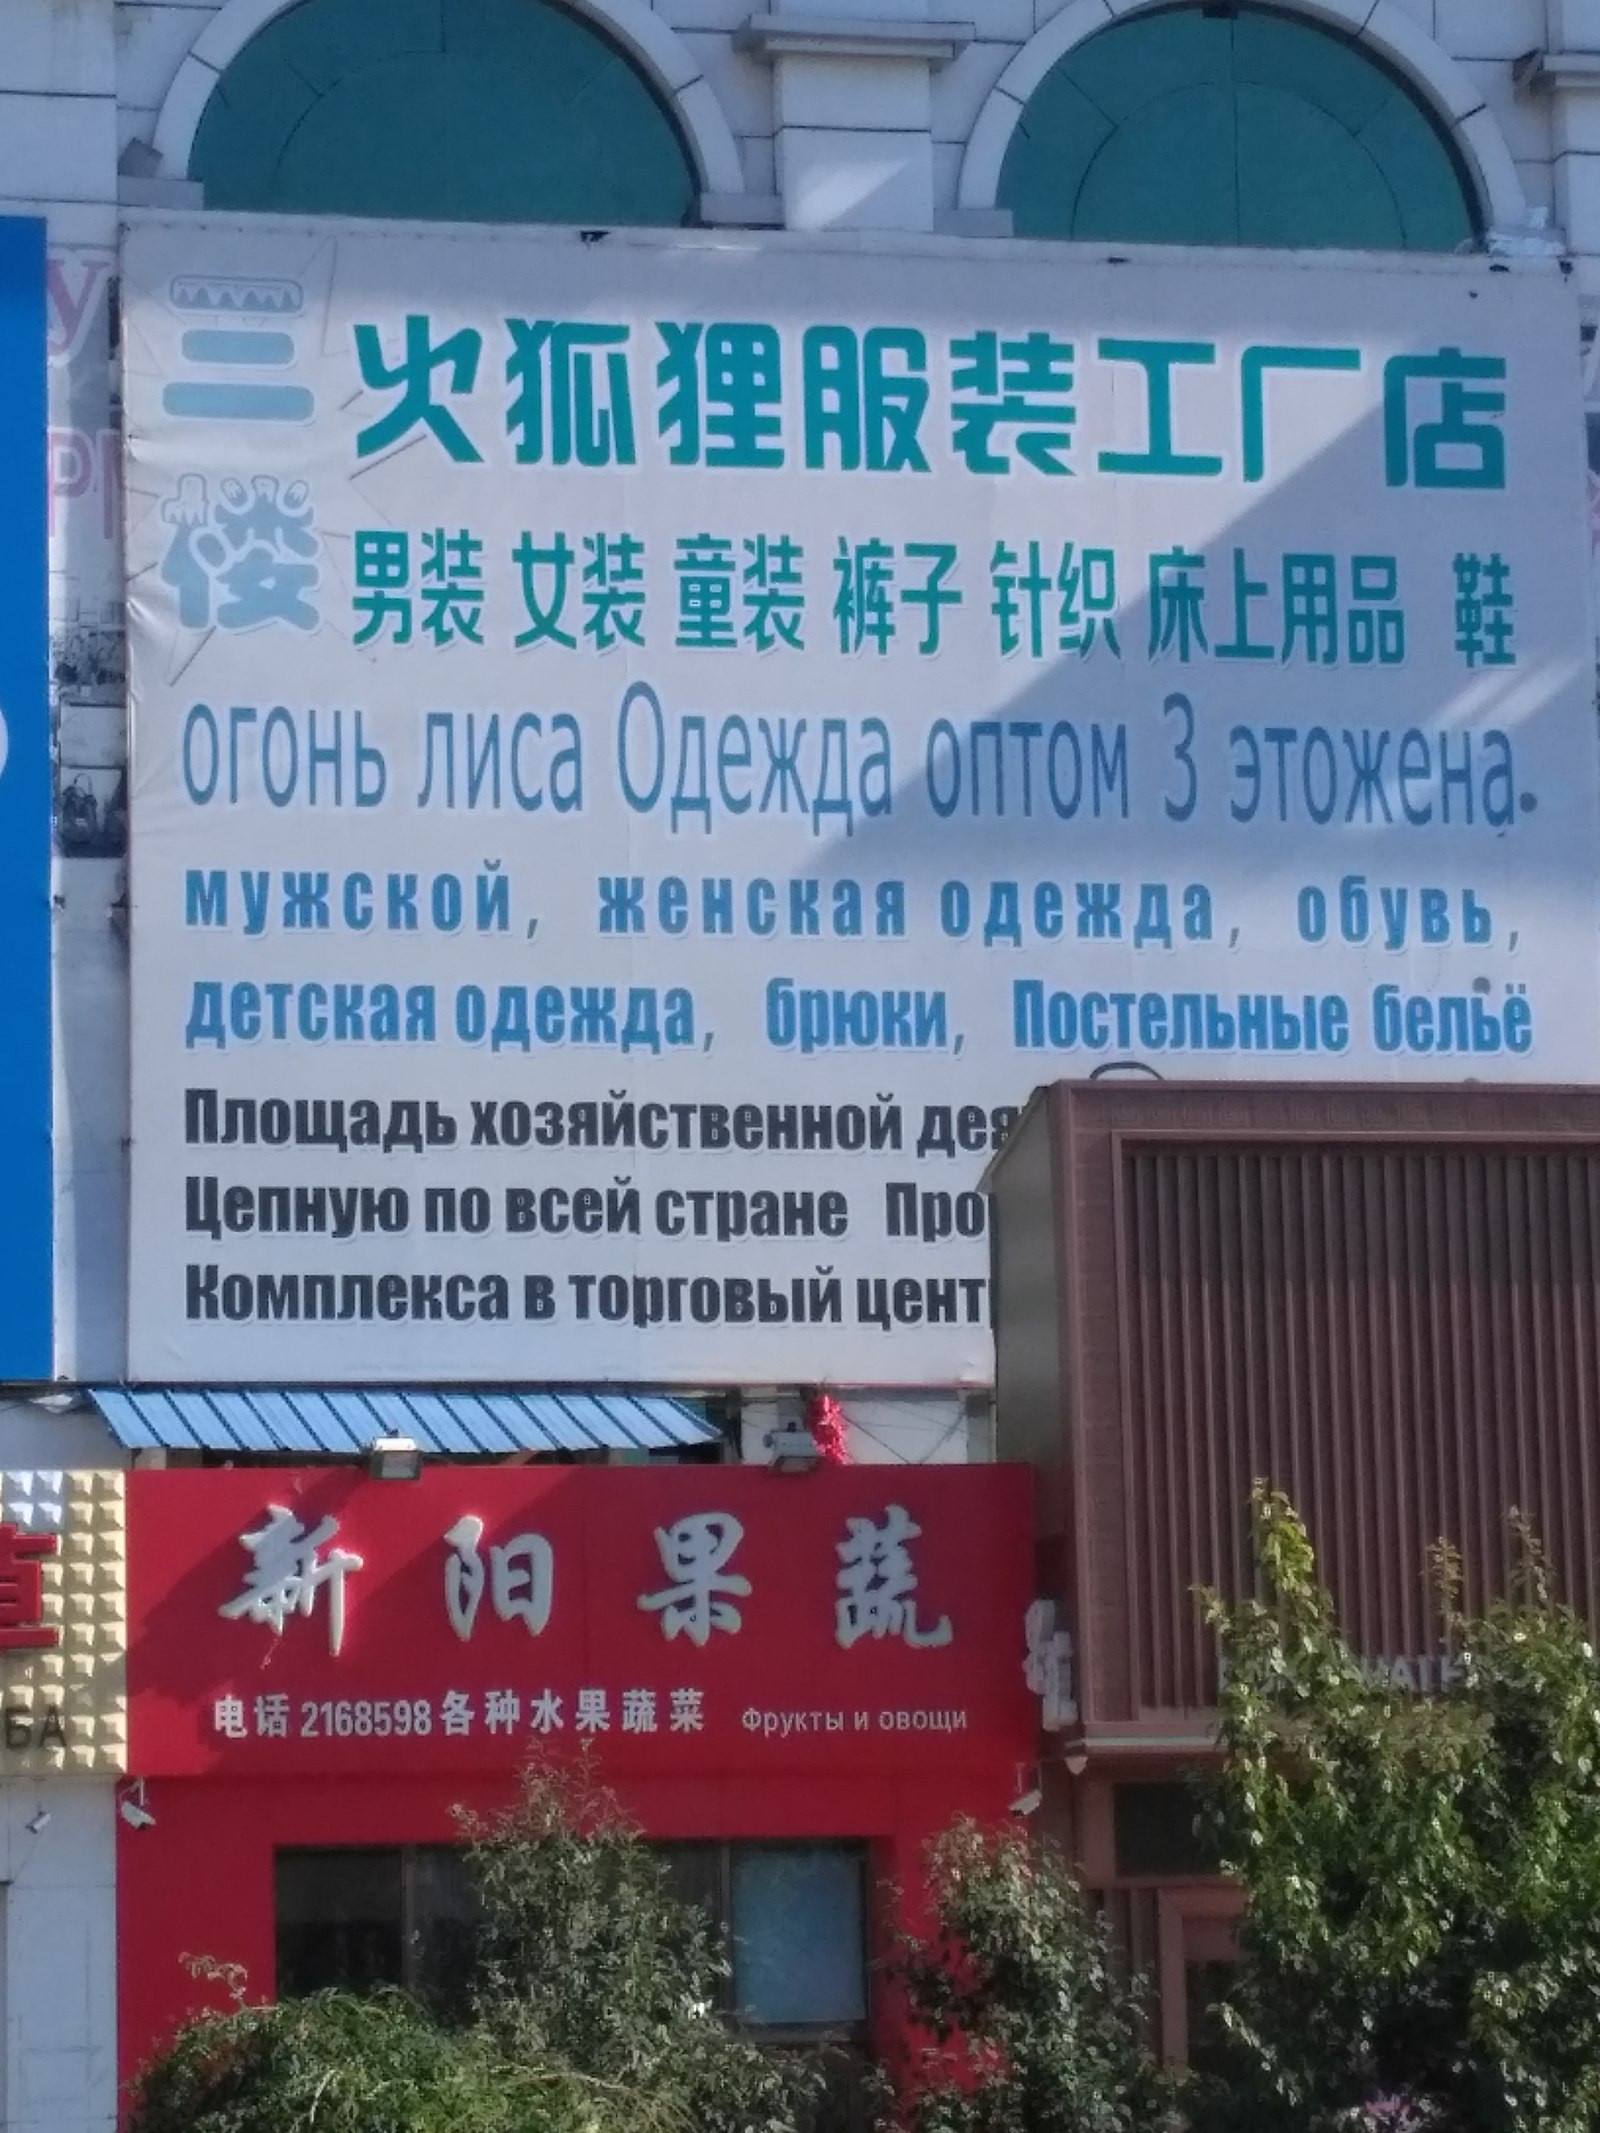 三楼
火狐狸服装工厂店
男装 女装 童装 裤子 针织 床上用品 鞋
огонь лиса Одежда оптом 3 этожена.
мужской, женская одежда, обувь,
детская одежда, брюки, Постельные бельё
Площадь хозяйственной дея
Цепную по всей стране Про
Комплекса в торговый цент
新阳果蔬
电话 2168598 各种水果蔬菜 Фрукты и овощи
БА